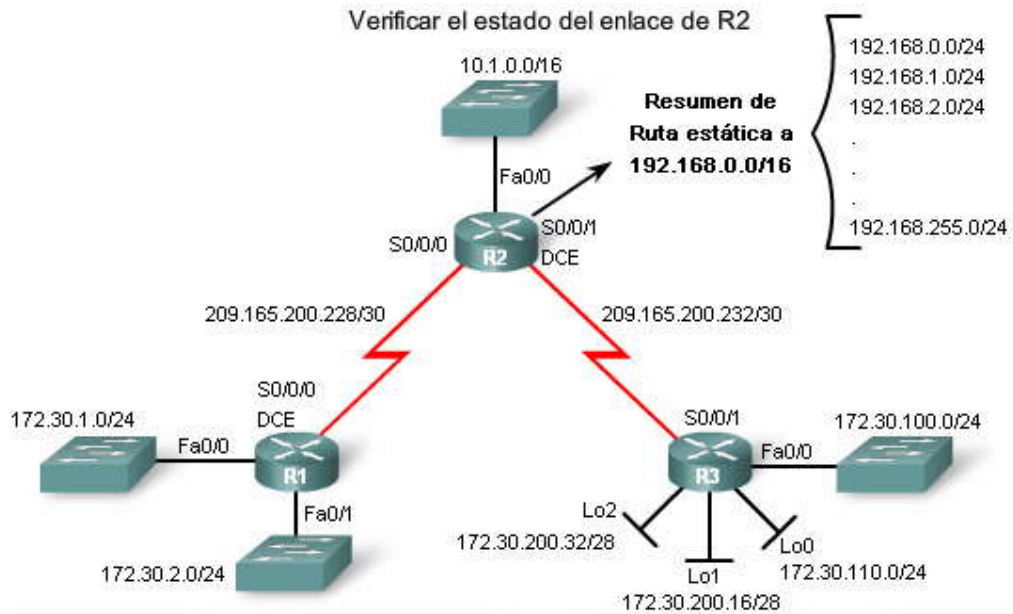 Verificar el estado del enlace de R2
10.1.0.0/16
Resumen de
Ruta estática a
192.168.0.0/16
192.168.0.0/24
192.168.1.0/24
192.168.2.0/24
.
.
.
192.168.255.0/24
Fa0/0
S0/0/0
R2
S0/0/1
DCE
209.165.200.228/30
209.165.200.232/30
S0/0/0
DCE
172.30.1.0/24
Fa0/0
R1
Fa0/1
172.30.2.0/24
S0/0/1
172.30.100.0/24
Fa0/0
R3
Lo2
172.30.200.32/28
Lo1
172.30.200.16/28
Lo0
172.30.110.0/24